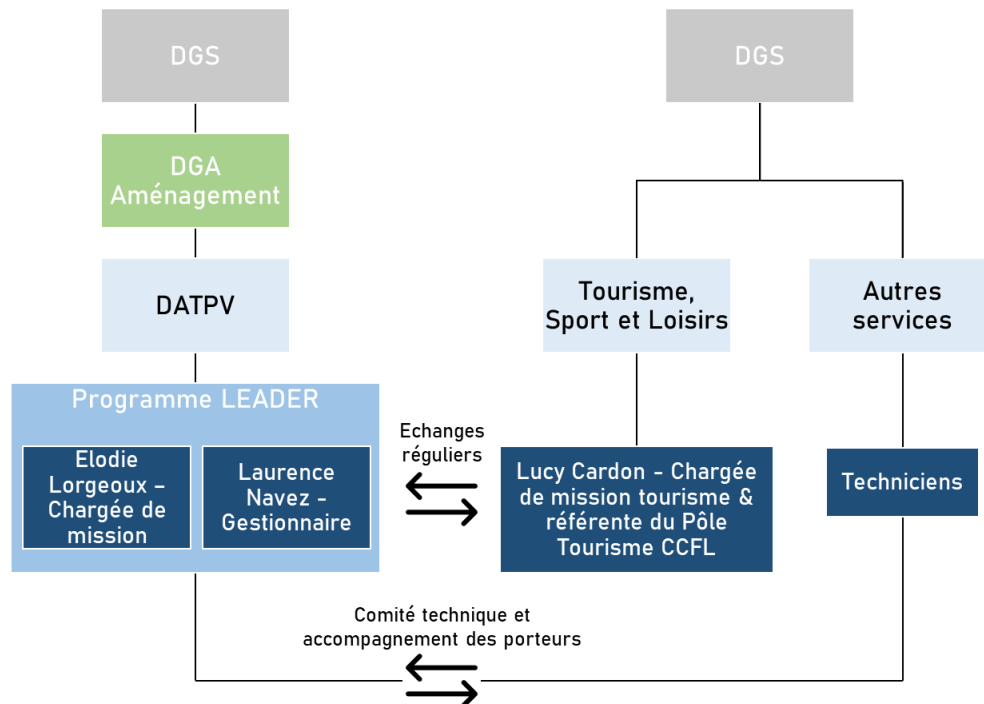 DGS
DGS
DGA
Aménagement
DATPV
Tourisme,
Sport et Loisirs
Autres
services
Programme LEADER
Elodie
Lorgeoux –
Chargée de
mission
Laurence
Navez -
Gestionnaire
Echanges
réguliers
Lucy Cardon - Chargée
de mission tourisme &
référente du Pôle
Tourisme CCFL
Techniciens
Comité technique et
accompagnement des porteurs